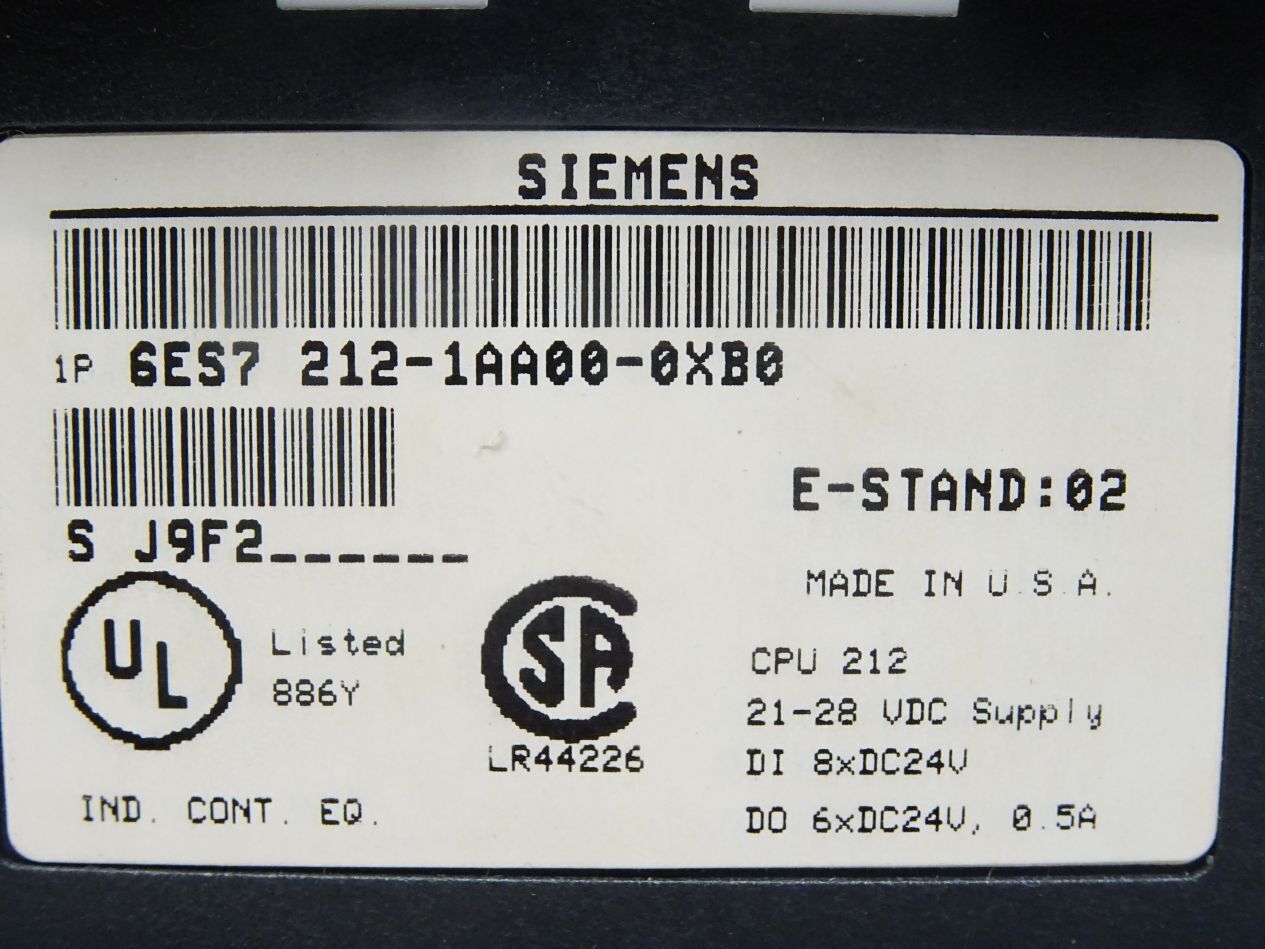 SIEMENS
1P 6ES7 212-1AA00-0XB0
E-STAND:02
S J9F2______
MADE IN U.S.A.
UL Listed
886Y
SA
LR44226
CPU 212
21-28 VDC Supply
DI 8xDC24V
IND. CONT. EQ.
DO 6xDC24V, 0.5A